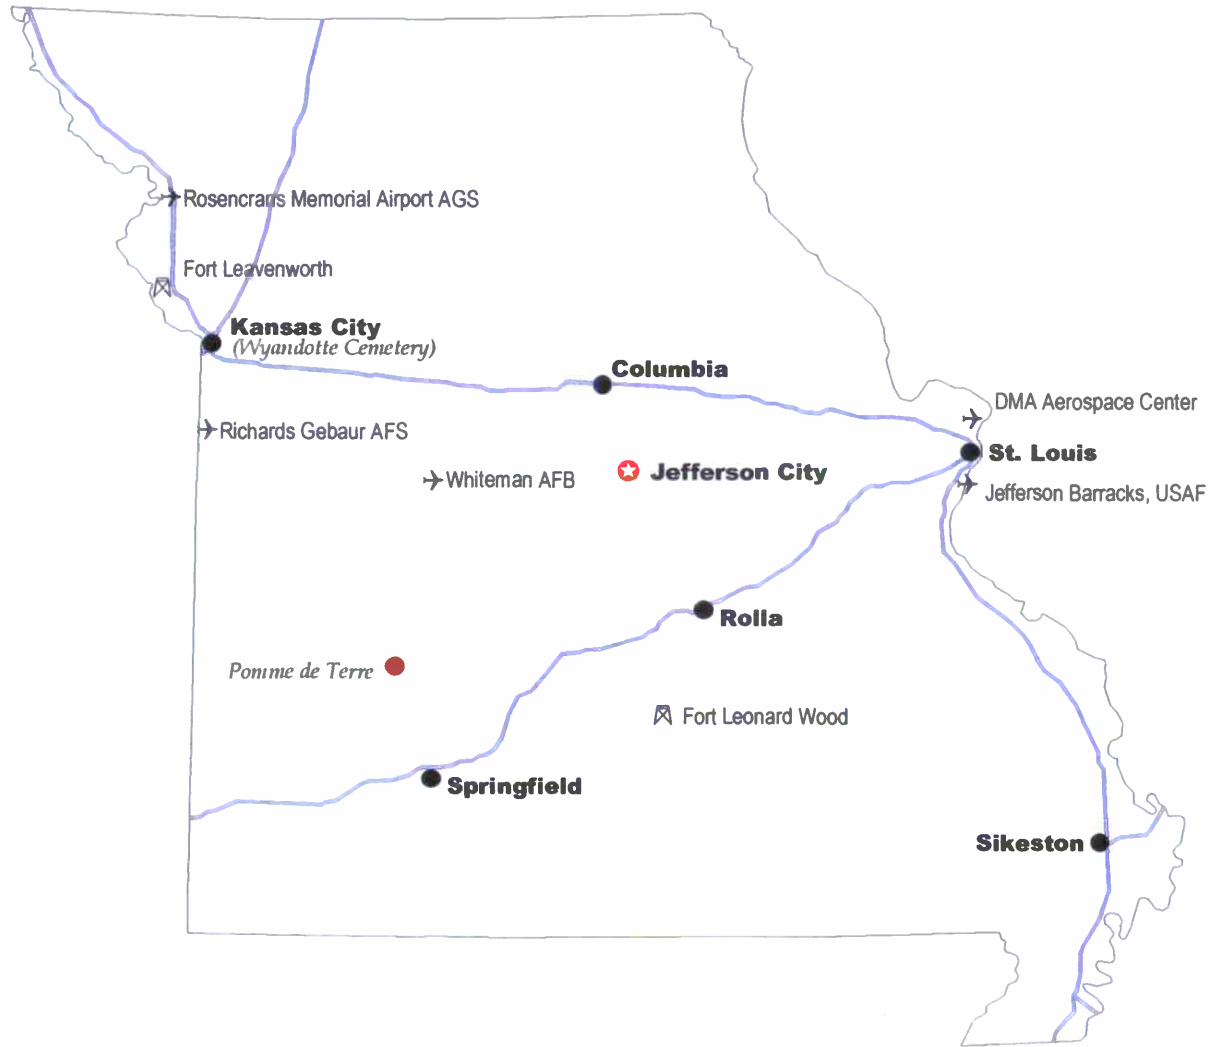 Rosencrans Memorial Airport AGS
Fort Leavenworth
Kansas City
(Wyandotte Cemetery)
Columbia
DMA Aerospace Center
Richards Gebaur AFS
St. Louis
Whiteman AFB
Jefferson City
Jefferson Barracks, USAF
Rolla
Pomme de Terre
Fort Leonard Wood
Springfield
Sikeston